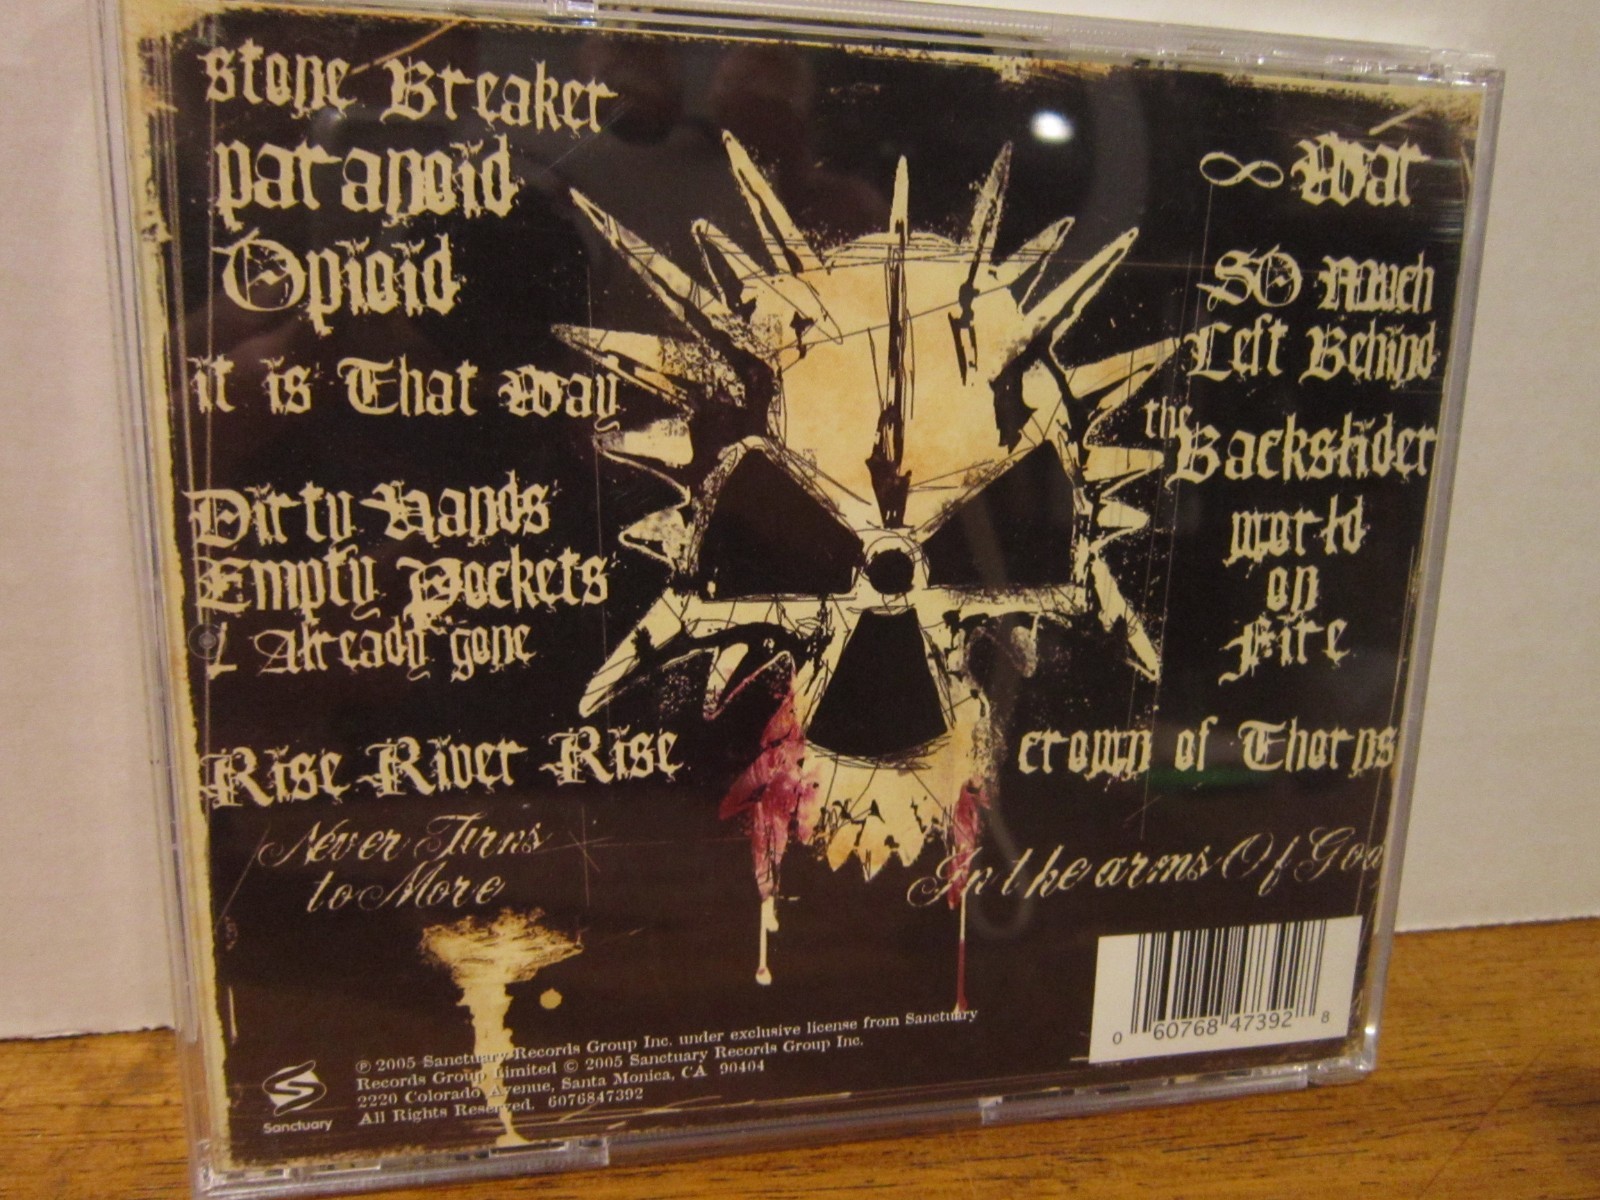 Stone Breaker
paranoid
Opioid
it is That Way
Dirty Hands
Empty Pockets
/ Already gone
Rise River Rise
Never Turns
to More
∞ War
SO Much
Left Behind
the Backslider
world
on
Fire
crown of Thorns
In the arms Of God
℗ 2005 Sanctuary Records Group Inc. under exclusive license from Sanctuary
Records Group Limited © 2005 Sanctuary Records Group Inc.
2220 Colorado Avenue, Santa Monica, CA 90404
All Rights Reserved. 6076847392
Sanctuary
0 60768 47392 8